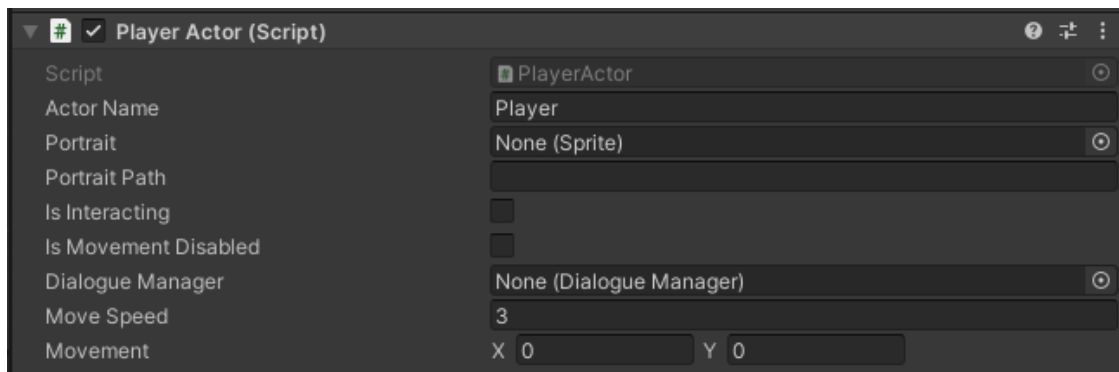 Player Actor (Script)
Script PlayerActor
Actor Name Player
Portrait None (Sprite)
Portrait Path
Is Interacting
Is Movement Disabled
Dialogue Manager None (Dialogue Manager)
Move Speed 3
Movement X 0 Y 0